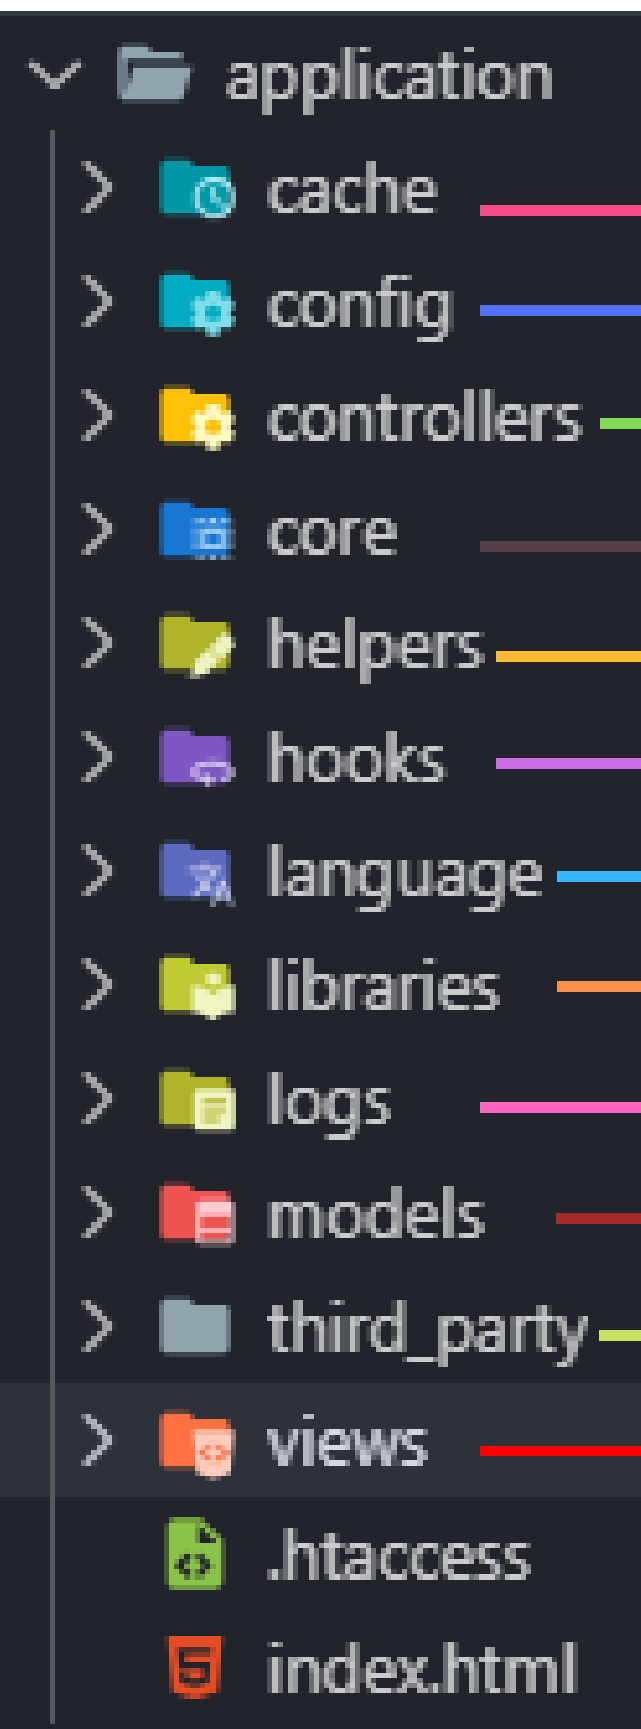 application
cache
config
controllers
core
helpers
hooks
language
libraries
logs
models
third_party
views
.htaccess
index.html